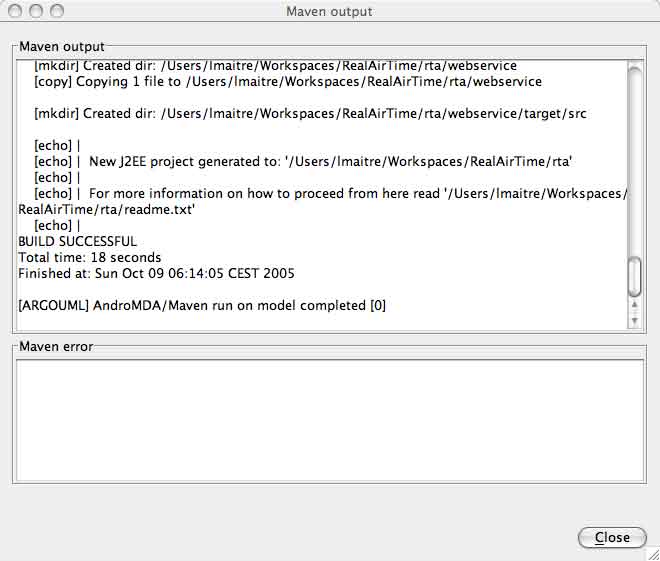 Maven output
Maven output
[mkdir] Created dir: /Users/lmaitre/Workspaces/RealAirTime/rta/webservice
[copy] Copying 1 file to /Users/lmaitre/Workspaces/RealAirTime/rta/webservice
[mkdir] Created dir: /Users/lmaitre/Workspaces/RealAirTime/rta/webservice/target/src
[echo] |
[echo] |  New J2EE project generated to: '/Users/lmaitre/Workspaces/RealAirTime/rta'
[echo] |
[echo] |  For more information on how to proceed from here read '/Users/lmaitre/Workspaces/
RealAirTime/rta/readme.txt'
[echo] |
BUILD SUCCESSFUL
Total time: 18 seconds
Finished at: Sun Oct 09 06:14:05 CEST 2005
[ARGOUML] AndroMDA/Maven run on model completed [0]
Maven error
Close